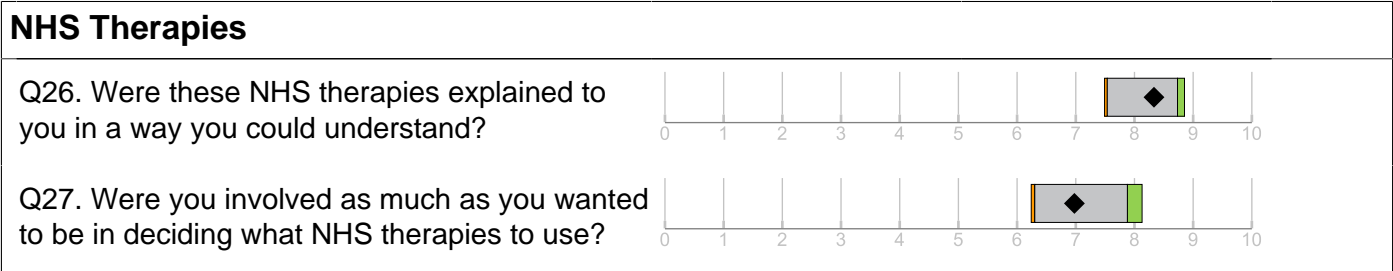 NHS Therapies
Q26. Were these NHS therapies explained to
you in a way you could understand?
0 1 2 3 4 5 6 7 8 9 10
Q27. Were you involved as much as you wanted
to be in deciding what NHS therapies to use?
0 1 2 3 4 5 6 7 8 9 10